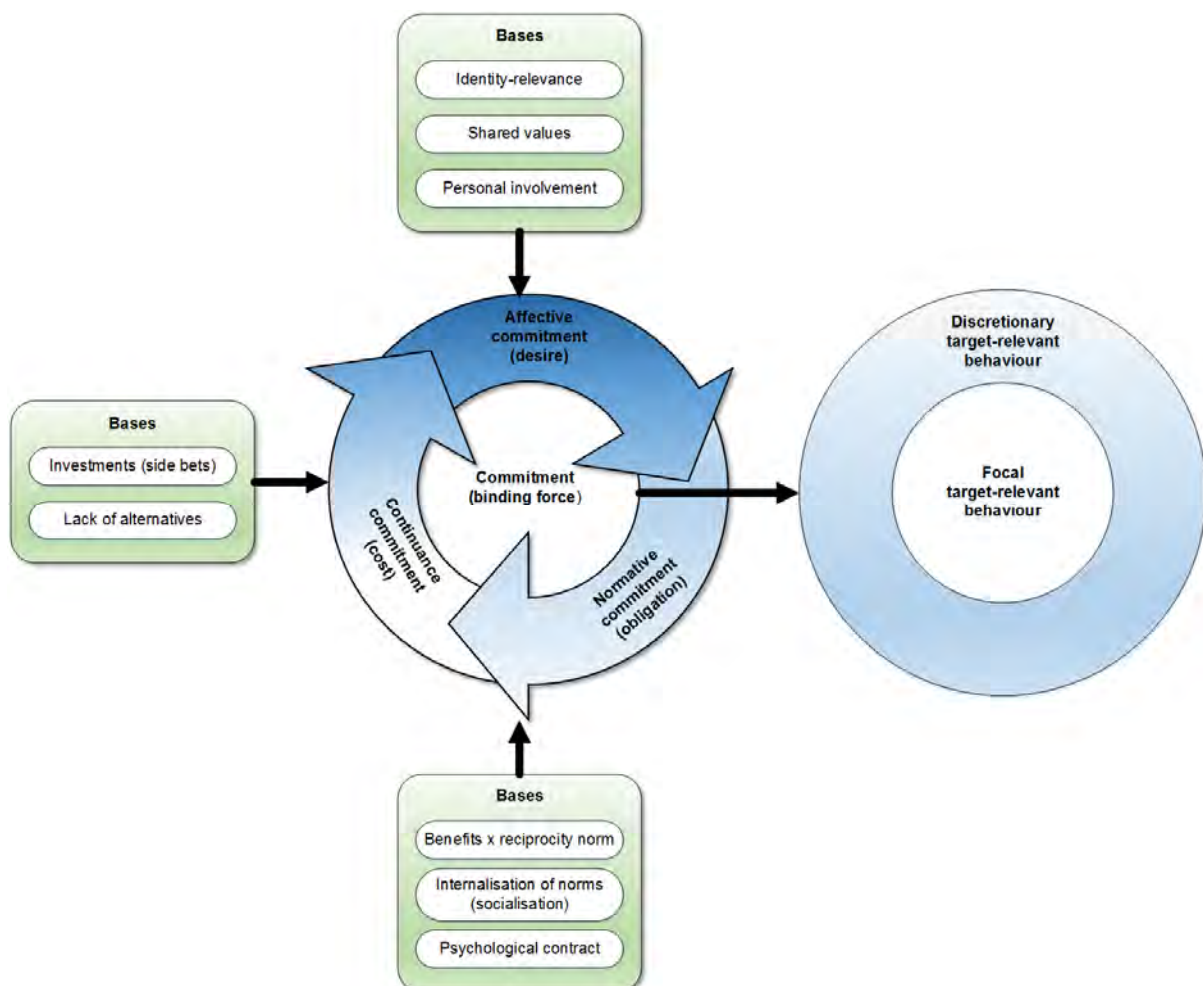 Bases
Identity-relevance
Shared values
Personal involvement
Affective
commitment
(desire)
Discretionary
target-relevant
behaviour
Bases
Investments (side bets)
Lack of alternatives
Continuance
commitment
(cost)
Commitment
(binding force)
Normative
commitment
(obligation)
Focal
target-relevant
behaviour
Bases
Benefits x reciprocity norm
Internalisation of norms
(socialisation)
Psychological contract